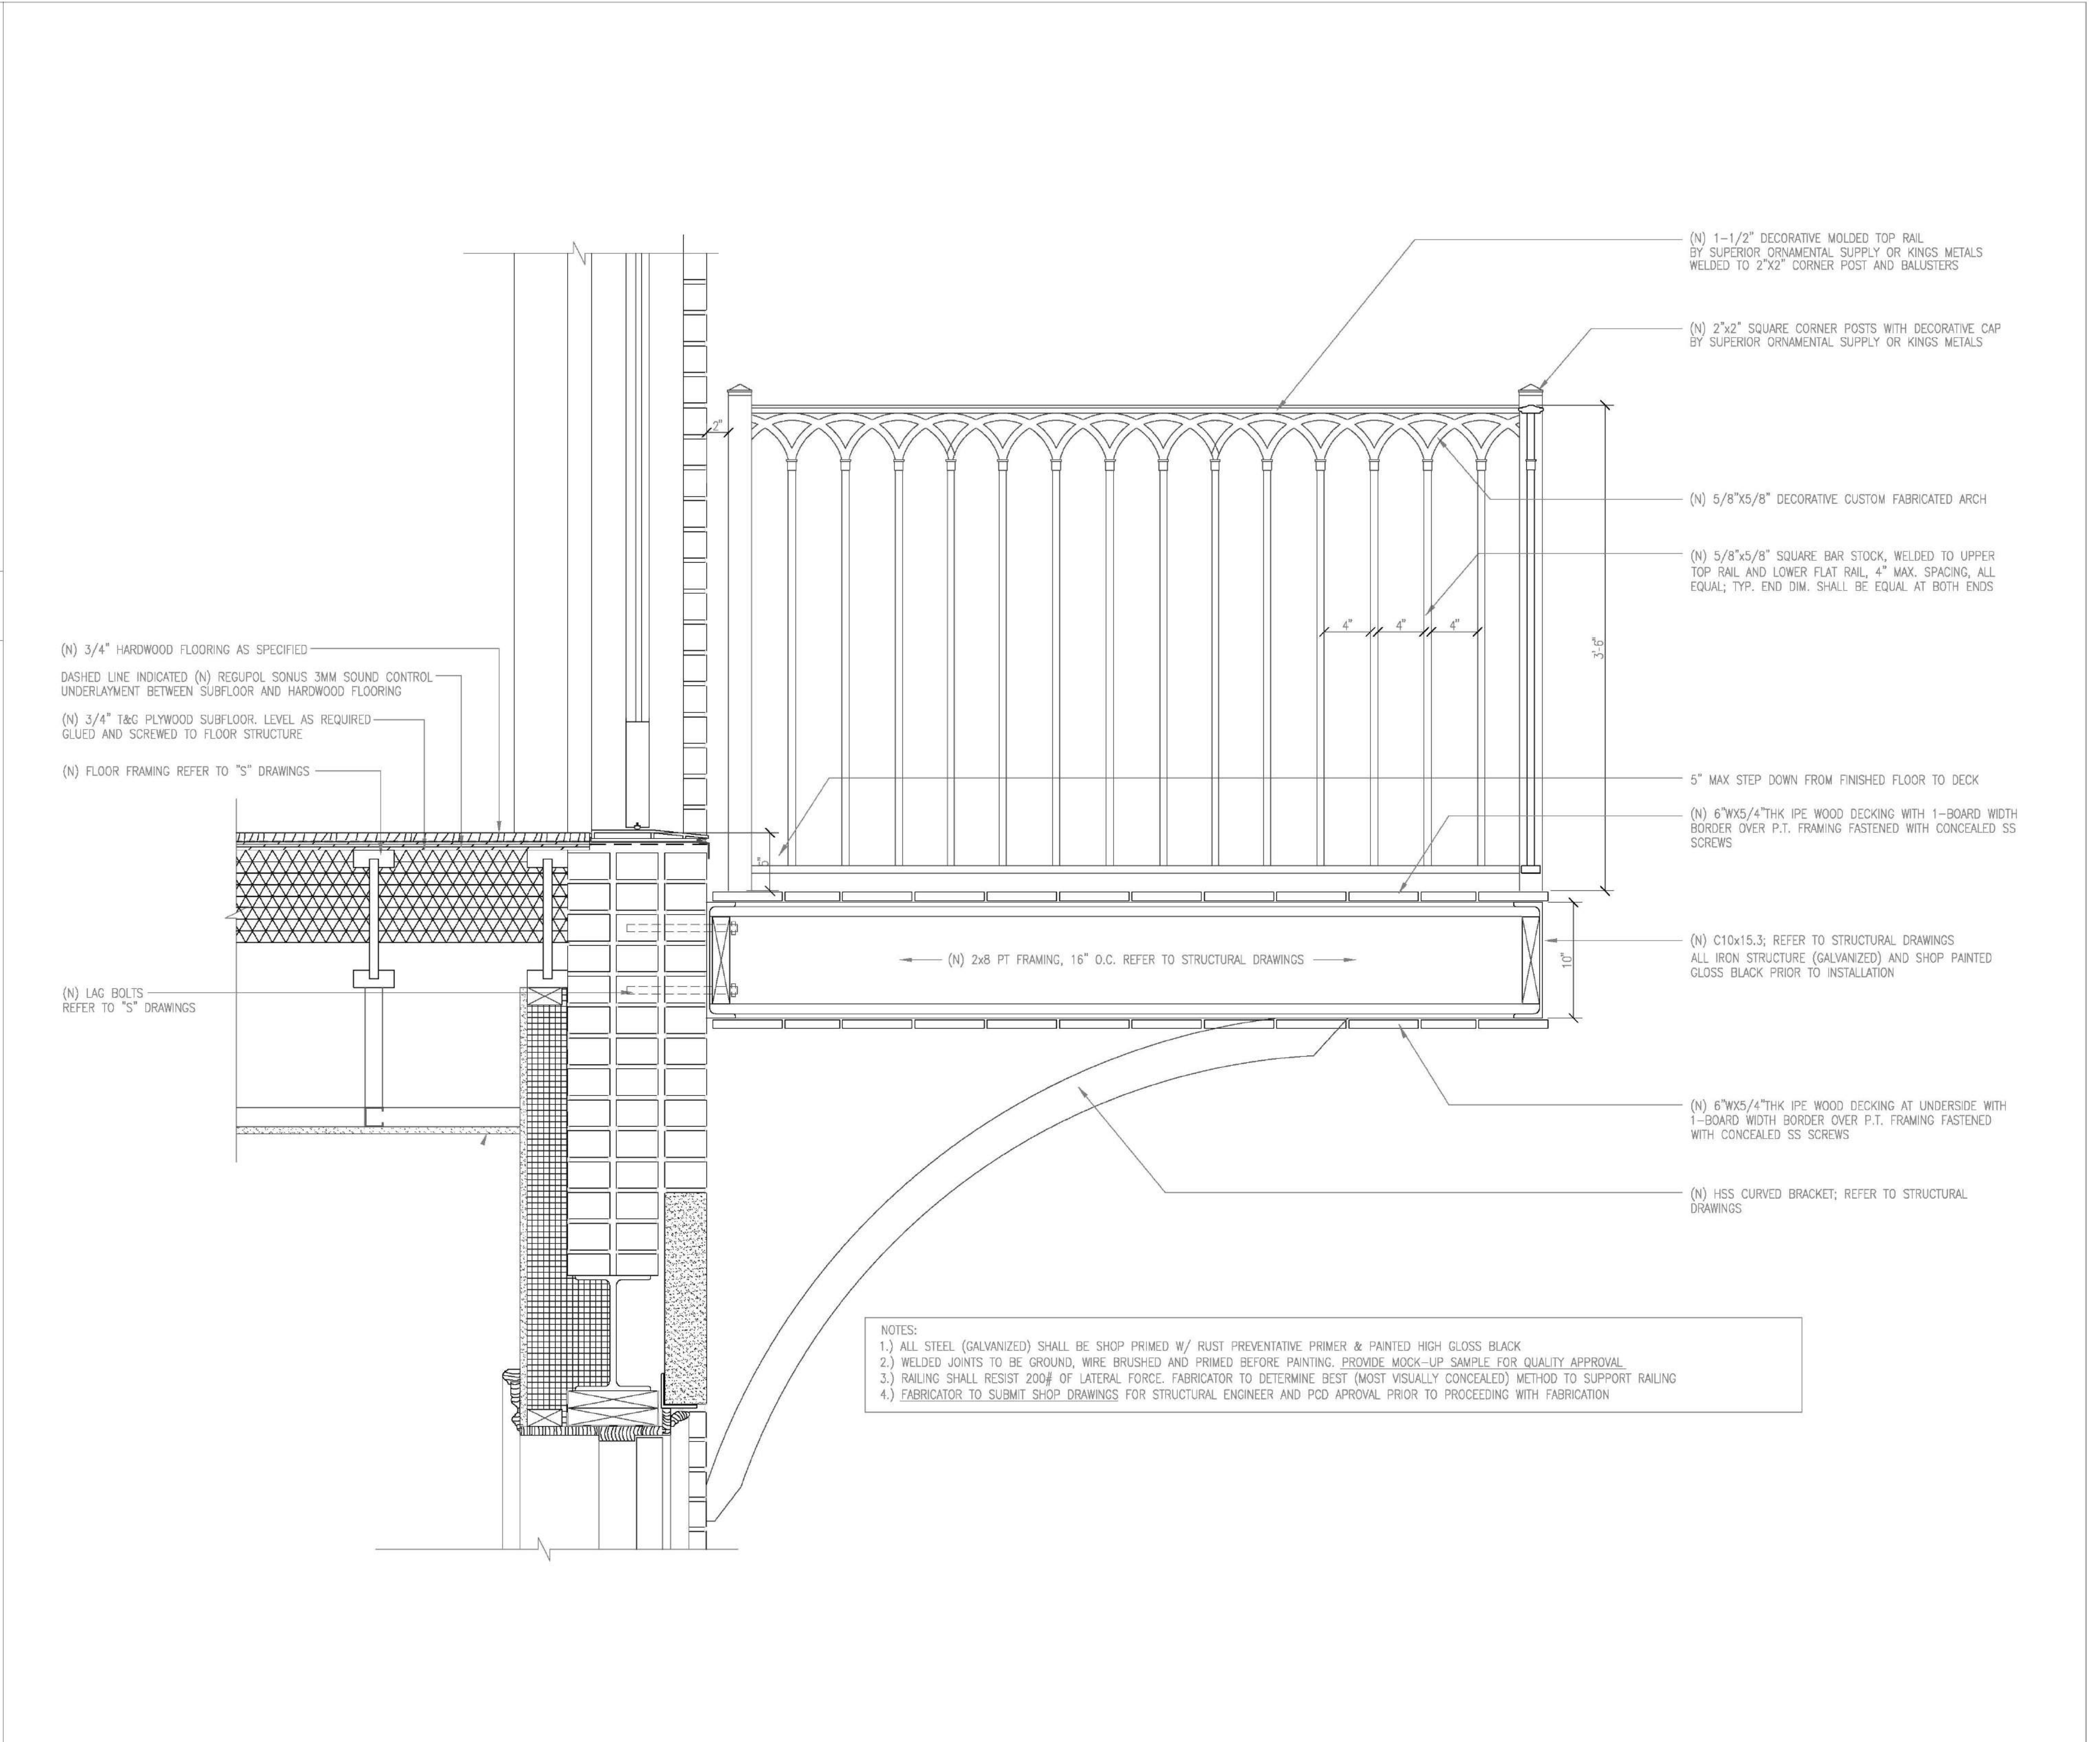 (N) 1-1/2" DECORATIVE MOLDED TOP RAIL
BY SUPERIOR ORNAMENTAL SUPPLY OR KINGS METALS
WELDED TO 2"X2" CORNER POST AND BALUSTERS
(N) 2"x2" SQUARE CORNER POSTS WITH DECORATIVE CAP
BY SUPERIOR ORNAMENTAL SUPPLY OR KINGS METALS
2"
(N) 5/8"X5/8" DECORATIVE CUSTOM FABRICATED ARCH
(N) 5/8"x5/8" SQUARE BAR STOCK, WELDED TO UPPER
TOP RAIL AND LOWER FLAT RAIL, 4" MAX. SPACING, ALL
EQUAL; TYP. END DIM. SHALL BE EQUAL AT BOTH ENDS
4"
4"
4"
3'-6"
(N) 3/4" HARDWOOD FLOORING AS SPECIFIED
DASHED LINE INDICATED (N) REGUPOL SONUS 3MM SOUND CONTROL
UNDERLAYMENT BETWEEN SUBFLOOR AND HARDWOOD FLOORING
(N) 3/4" T&G PLYWOOD SUBFLOOR. LEVEL AS REQUIRED
GLUED AND SCREWED TO FLOOR STRUCTURE
(N) FLOOR FRAMING REFER TO "S" DRAWINGS
5" MAX STEP DOWN FROM FINISHED FLOOR TO DECK
(N) 6"WX5/4"THK IPE WOOD DECKING WITH 1-BOARD WIDTH
BORDER OVER P.T. FRAMING FASTENED WITH CONCEALED SS
SCREWS
5"
(N) 2x8 PT FRAMING, 16" O.C. REFER TO STRUCTURAL DRAWINGS
10"
(N) C10x15.3; REFER TO STRUCTURAL DRAWINGS
ALL IRON STRUCTURE (GALVANIZED) AND SHOP PAINTED
GLOSS BLACK PRIOR TO INSTALLATION
(N) LAG BOLTS
REFER TO "S" DRAWINGS
(N) 6"WX5/4"THK IPE WOOD DECKING AT UNDERSIDE WITH
1-BOARD WIDTH BORDER OVER P.T. FRAMING FASTENED
WITH CONCEALED SS SCREWS
(N) HSS CURVED BRACKET; REFER TO STRUCTURAL
DRAWINGS
NOTES:
1.) ALL STEEL (GALVANIZED) SHALL BE SHOP PRIMED W/ RUST PREVENTATIVE PRIMER & PAINTED HIGH GLOSS BLACK
2.) WELDED JOINTS TO BE GROUND, WIRE BRUSHED AND PRIMED BEFORE PAINTING. PROVIDE MOCK-UP SAMPLE FOR QUALITY APPROVAL
3.) RAILING SHALL RESIST 200# OF LATERAL FORCE. FABRICATOR TO DETERMINE BEST (MOST VISUALLY CONCEALED) METHOD TO SUPPORT RAILING
4.) FABRICATOR TO SUBMIT SHOP DRAWINGS FOR STRUCTURAL ENGINEER AND PCD APROVAL PRIOR TO PROCEEDING WITH FABRICATION